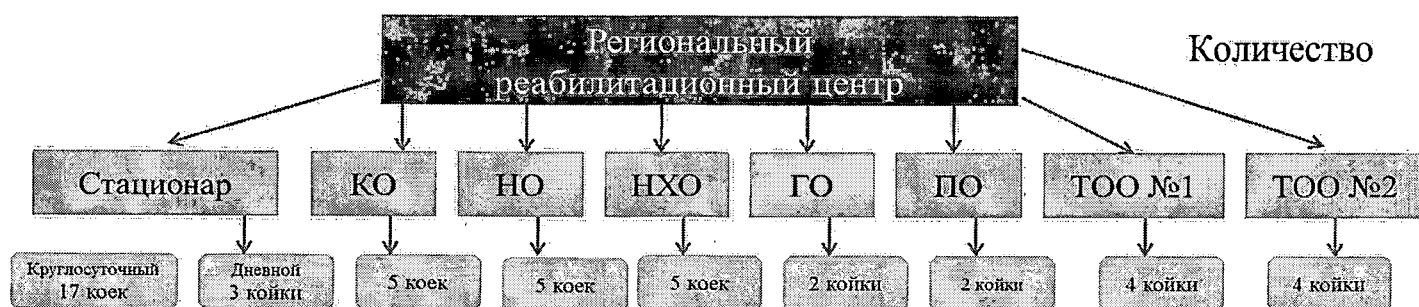 Региональный
реабилитационный центр
Количество
Стационар
КО
НО
НХО
ГО
ПО
ТОО №1
ТОО №2
Круглосуточный
17 коек
Дневной
3 койки
5 коек
5 коек
5 коек
2 койки
2 койки
4 койки
4 койки